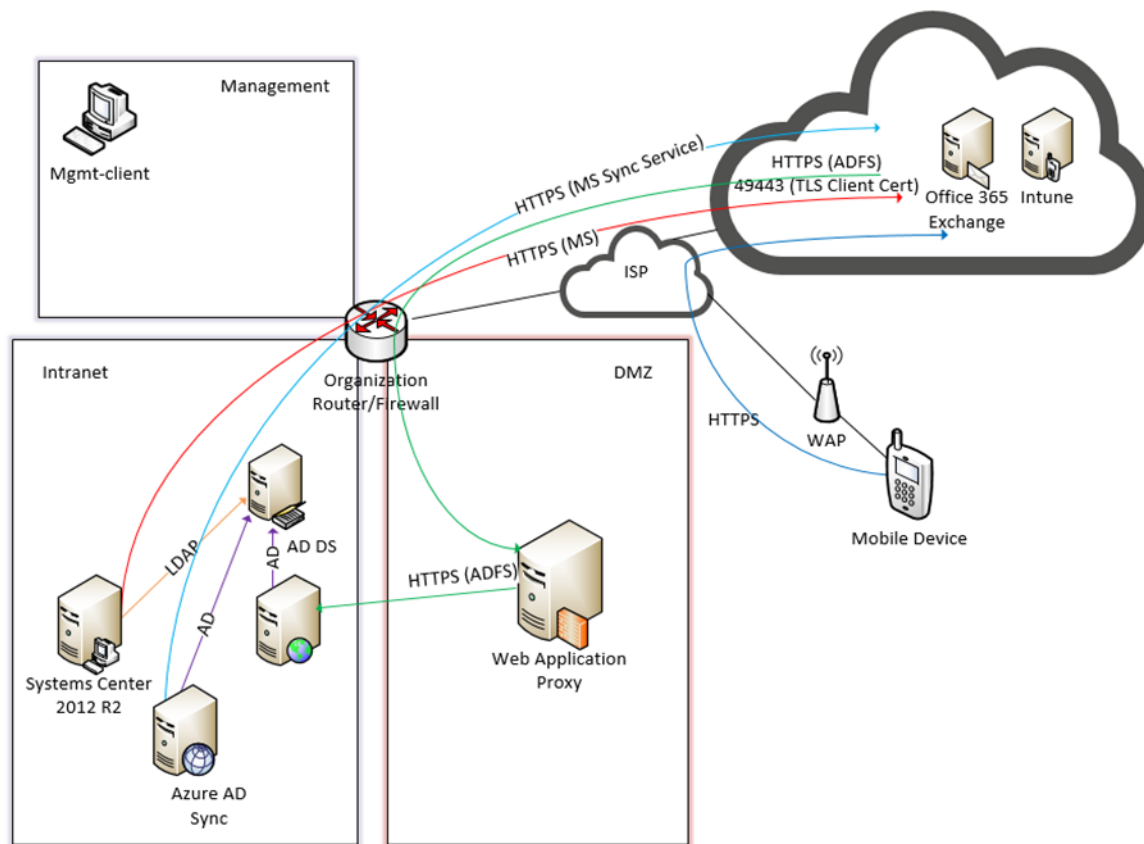 Management
Mgmt-client
HTTPS (MS Sync Service)
HTTPS (ADFS)
49443 (TLS Client Cert)
HTTPS (MS)
Office 365
Exchange
Intune
ISP
Intranet
Organization
Router/Firewall
DMZ
HTTPS
WAP
Mobile Device
AD DS
LDAP
AD
AD
HTTPS (ADFS)
Systems Center
2012 R2
Web Application
Proxy
Azure AD
Sync